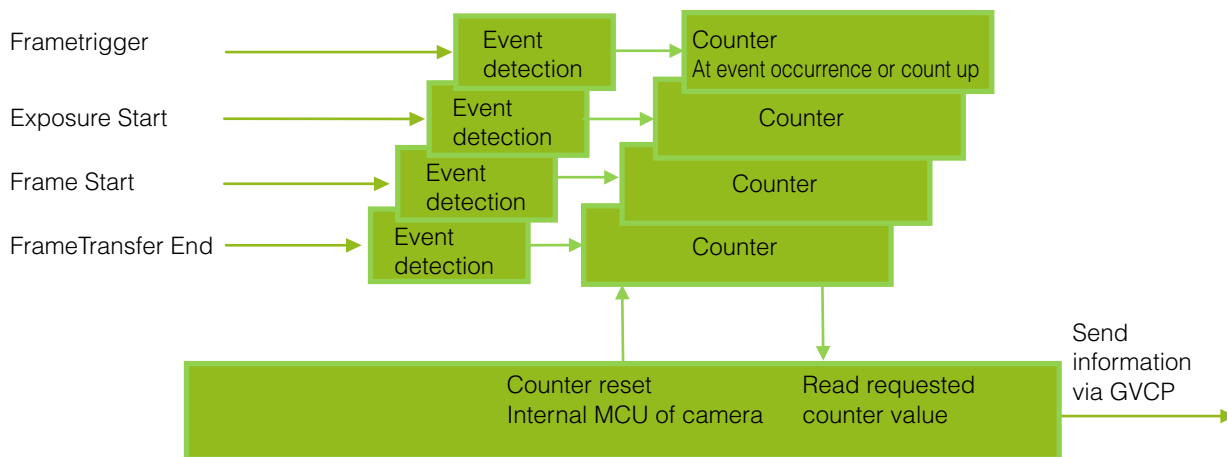 Frametrigger
Event
detection
Counter
At event occurrence or count up
Exposure Start
Event
detection
Counter
Frame Start
Event
detection
Counter
FrameTransfer End
Event
detection
Counter
Counter reset
Internal MCU of camera
Read requested
counter value
Send
information
via GVCP